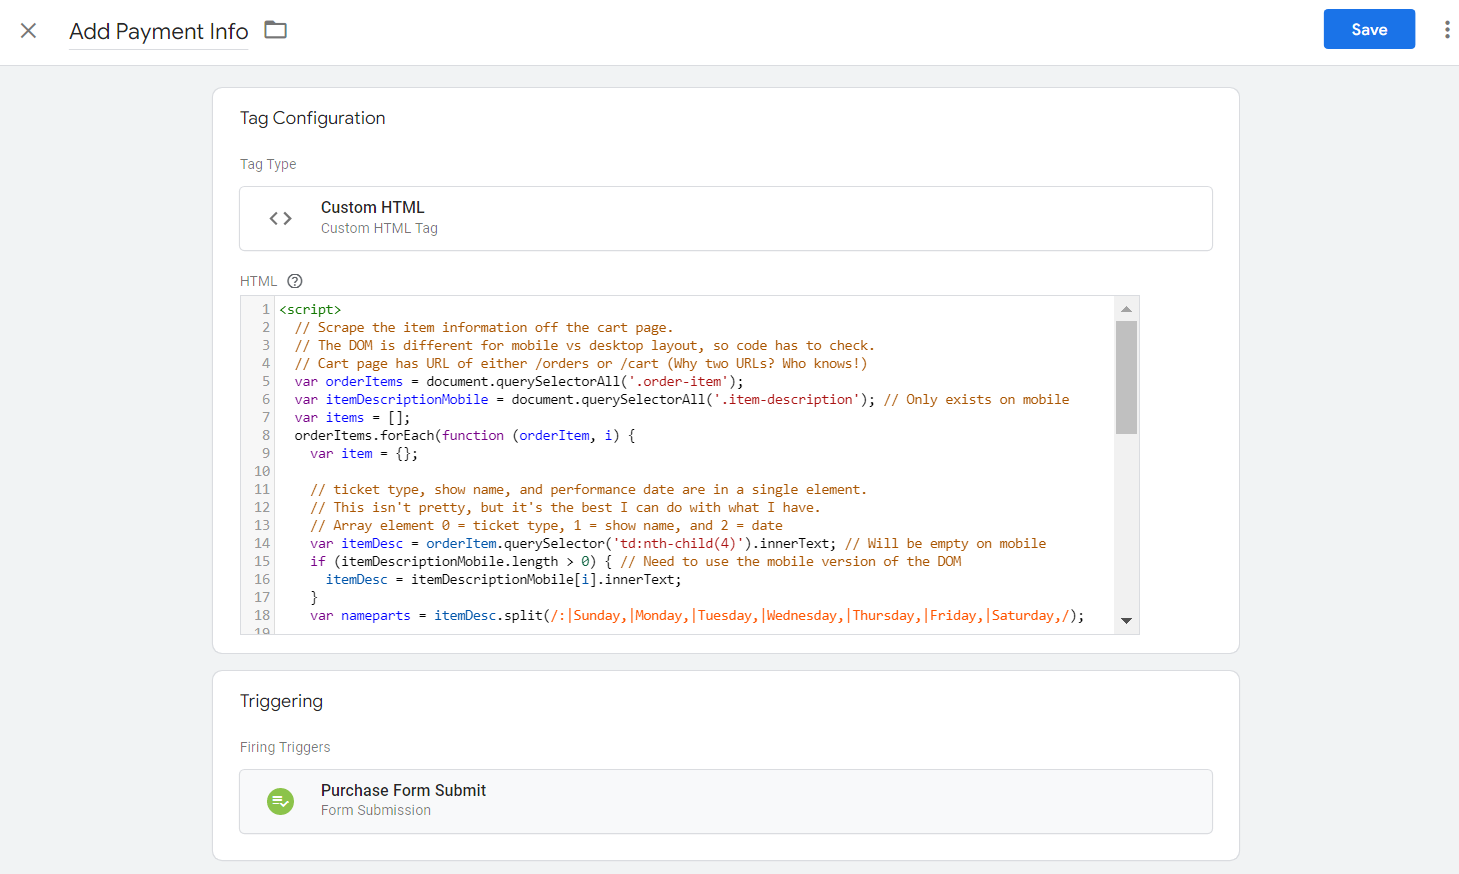 Add Payment Info
Save
Tag Configuration
Tag Type
Custom HTML
Custom HTML Tag
HTML
1 <script>
2 // Scrape the item information off the cart page.
3 // The DOM is different for mobile vs desktop layout, so code has to check.
4 // Cart page has URL of either /orders or /cart (Why two URLs? Who knows!)
5 var orderItems = document.querySelectorAll('.order-item');
6 var itemDescriptionMobile = document.querySelectorAll('.item-description'); // Only exists on mobile
7 var items = [];
8 orderItems.forEach(function (orderItem, i) {
9 var item = {};
10
11 // ticket type, show name, and performance date are in a single element.
12 // This isn't pretty, but it's the best I can do with what I have.
13 // Array element 0 = ticket type, 1 = show name, and 2 = date
14 var itemDesc = orderItem.querySelector('td:nth-child(4)').innerText; // Will be empty on mobile
15 if (itemDescriptionMobile.length > 0) { // Need to use the mobile version of the DOM
16 itemDesc = itemDescriptionMobile[i].innerText;
17 }
18 var nameparts = itemDesc.split(/:|Sunday,|Monday,|Tuesday,|Wednesday,|Thursday,|Friday,|Saturday,/);
19
Triggering
Firing Triggers
Purchase Form Submit
Form Submission